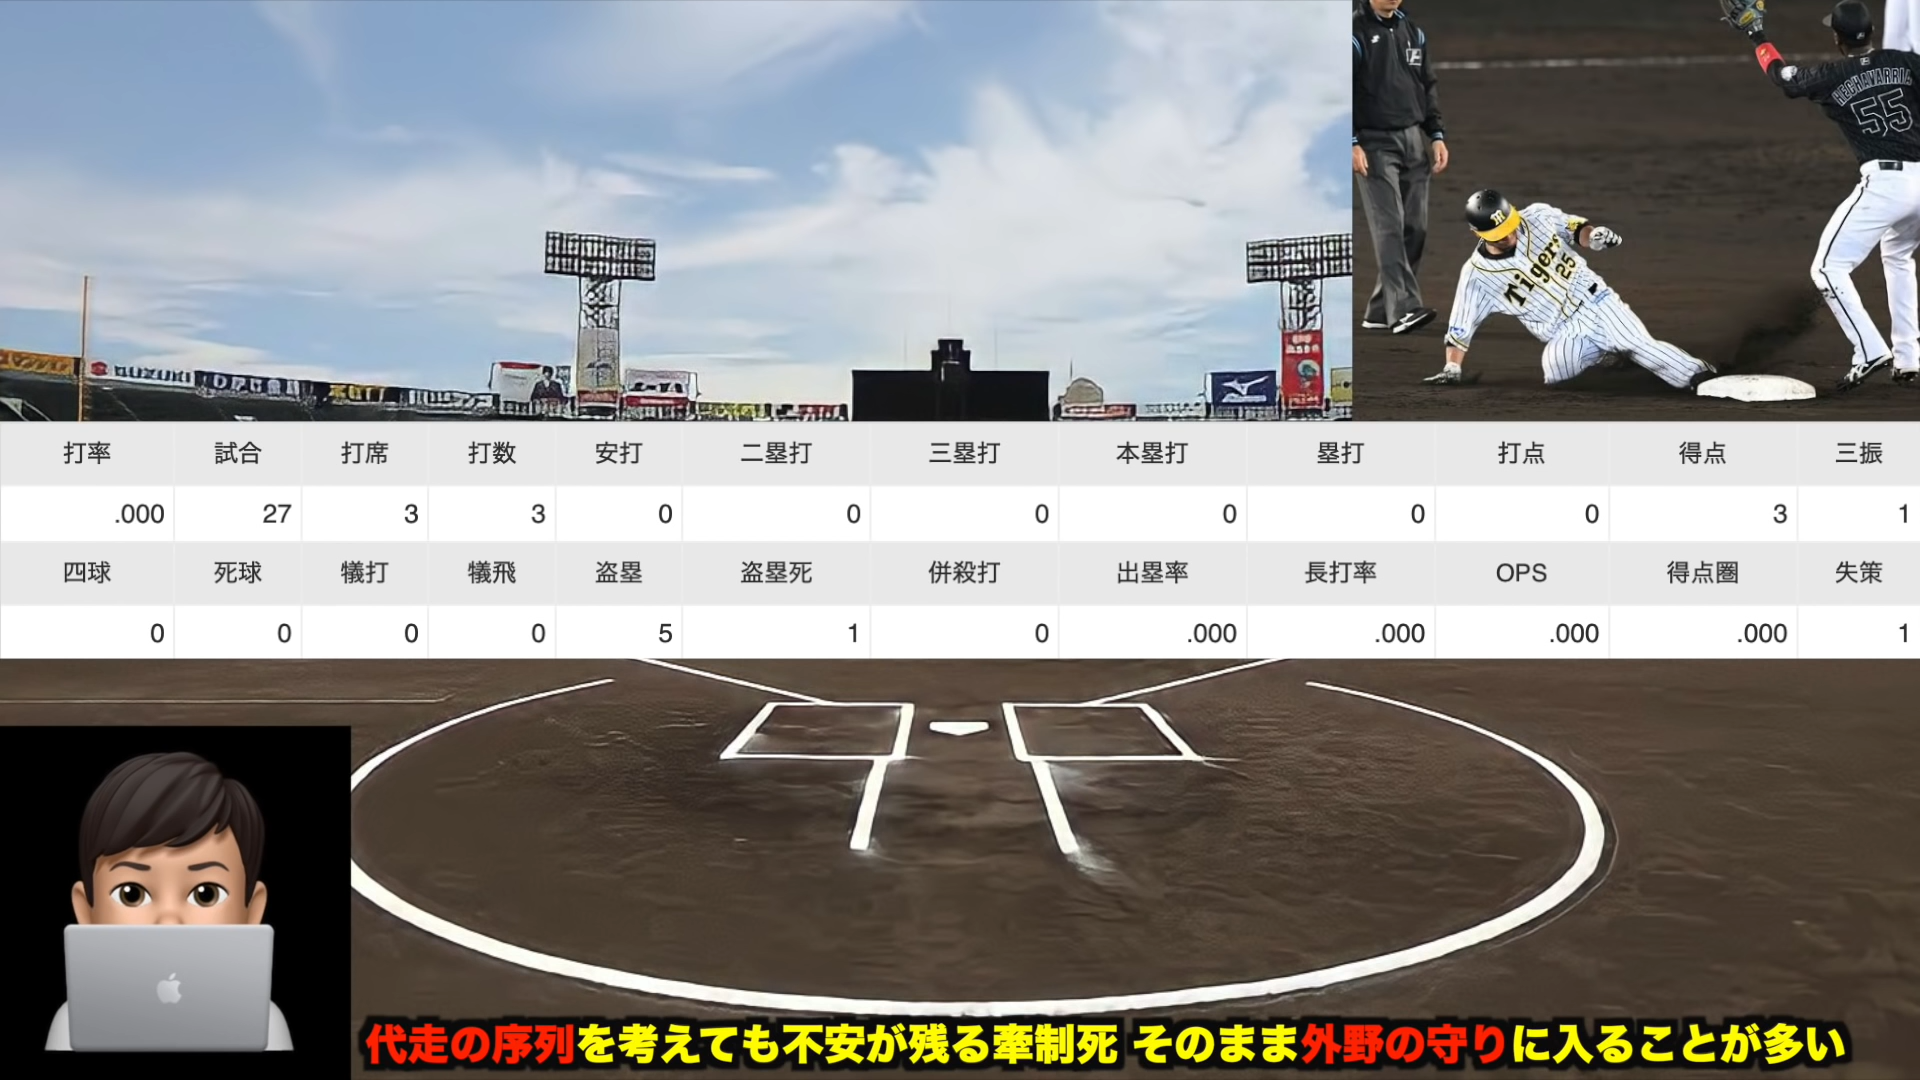 SUZUKI
HECHAVARRIA
55
Tigers
25
打率 試合 打席 打数 安打 二塁打 三塁打 本塁打 塁打 打点 得点 三振
.000 27 3 3 0 0 0 0 0 0 3 1
四球 死球 犠打 犠飛 盗塁 盗塁死 併殺打 出塁率 長打率 OPS 得点圏 失策
0 0 0 0 5 1 0 .000 .000 .000 .000 1
代走の序列を考えても不安が残る牽制死 そのまま外野の守りに入ることが多い